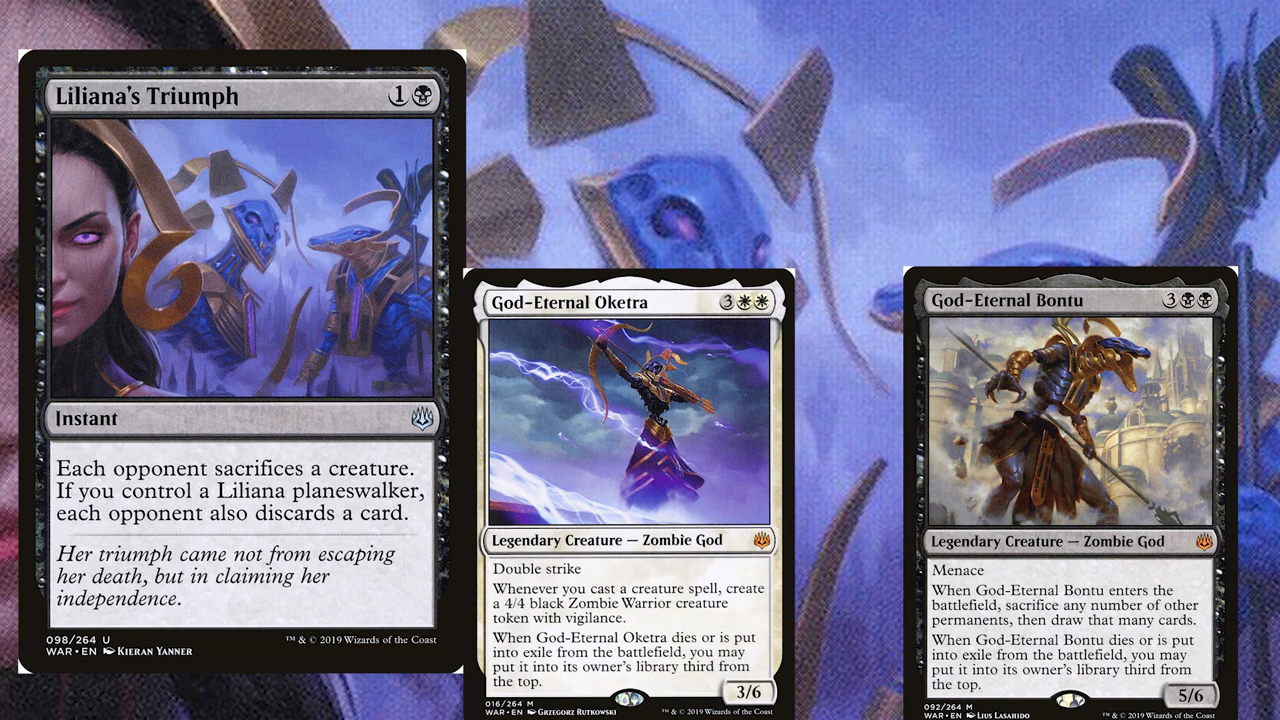 Liliana's Triumph 1
Instant
Each opponent sacrifices a creature.
If you control a Liliana planeswalker,
each opponent also discards a card.
Her triumph came not from escaping
her death, but in claiming her
independence.
098/264 U
WAR • EN Kieran Yanner
™ & © 2019 Wizards of the Coast
God-Eternal Oketra 3
Legendary Creature — Zombie God
Double strike
Whenever you cast a creature spell, create
a 4/4 black Zombie Warrior creature
token with vigilance.
When God-Eternal Oketra dies or is put
into exile from the battlefield, you may
put it into its owner's library third from
the top.
3/6
016/264 M
WAR • EN Grzegorz Rutkowski
™ & © 2019 Wizards of the Coast
God-Eternal Bontu 3
Legendary Creature — Zombie God
Menace
When God-Eternal Bontu enters the
battlefield, sacrifice any number of other
permanents, then draw that many cards.
When God-Eternal Bontu dies or is put
into exile from the battlefield, you may
put it into its owner's library third from
the top.
5/6
092/264 M
WAR • EN Lius Lasahido
™ & © 2019 Wizards of the Coast